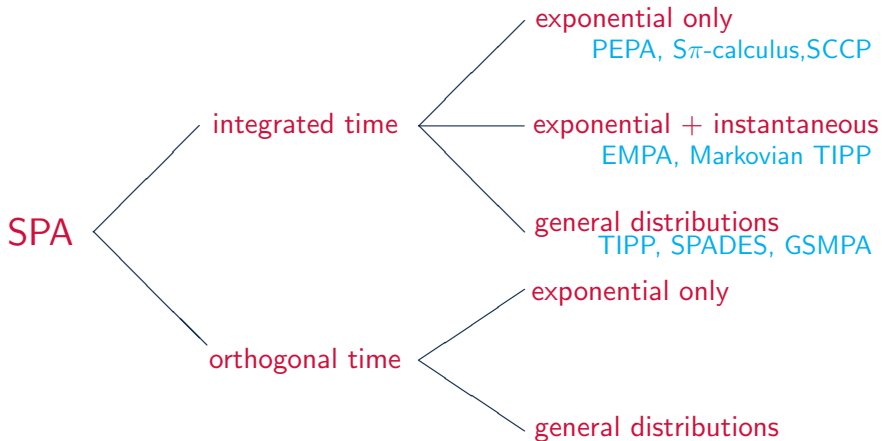 exponential only
PEPA, Sπ-calculus,SCCP
integrated time
exponential + instantaneous
EMPA, Markovian TIPP
SPA
general distributions
TIPP, SPADES, GSMPA
exponential only
orthogonal time
general distributions